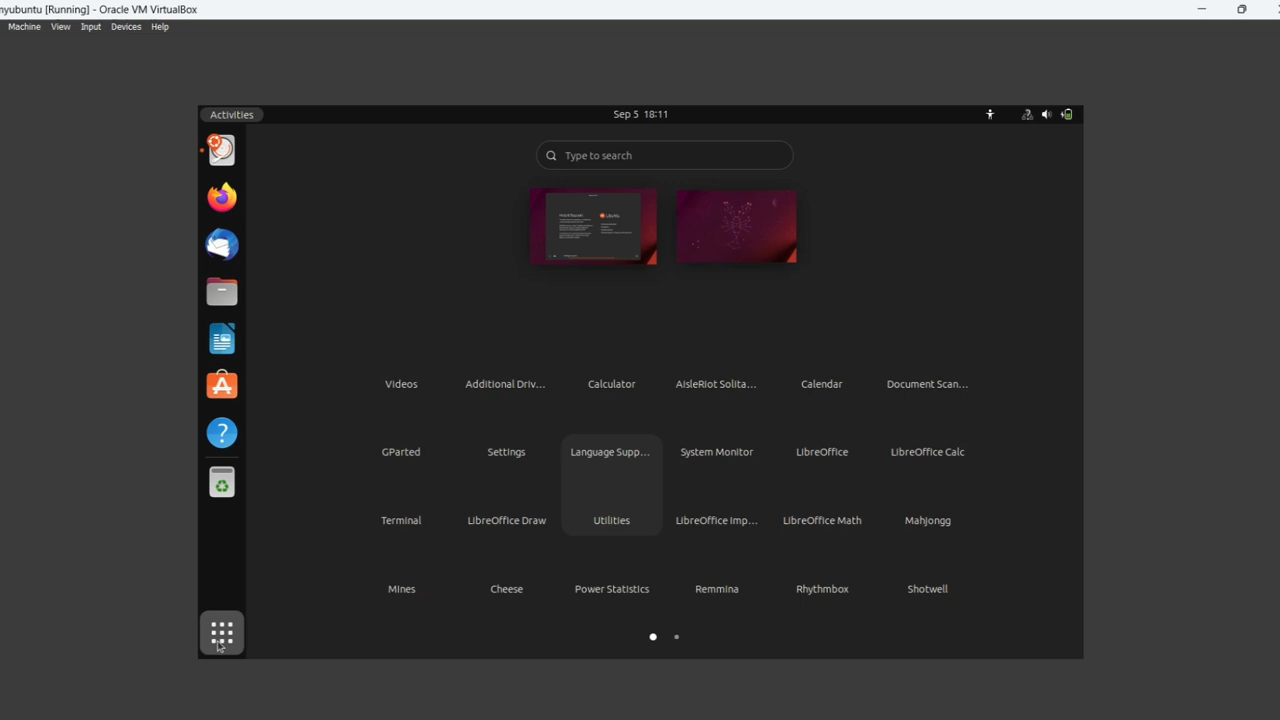 myubuntu [Running] - Oracle VM VirtualBox
Machine View Input Devices Help
Activities
Sep 5 18:11
Type to search
Videos
Additional Driv...
Calculator
AisleRiot Solita...
Calendar
Document Scan...
GParted
Settings
Language Supp...
System Monitor
LibreOffice
LibreOffice Calc
Terminal
LibreOffice Draw
Utilities
LibreOffice Imp...
LibreOffice Math
Mahjongg
Mines
Cheese
Power Statistics
Remmina
Rhythmbox
Shotwell